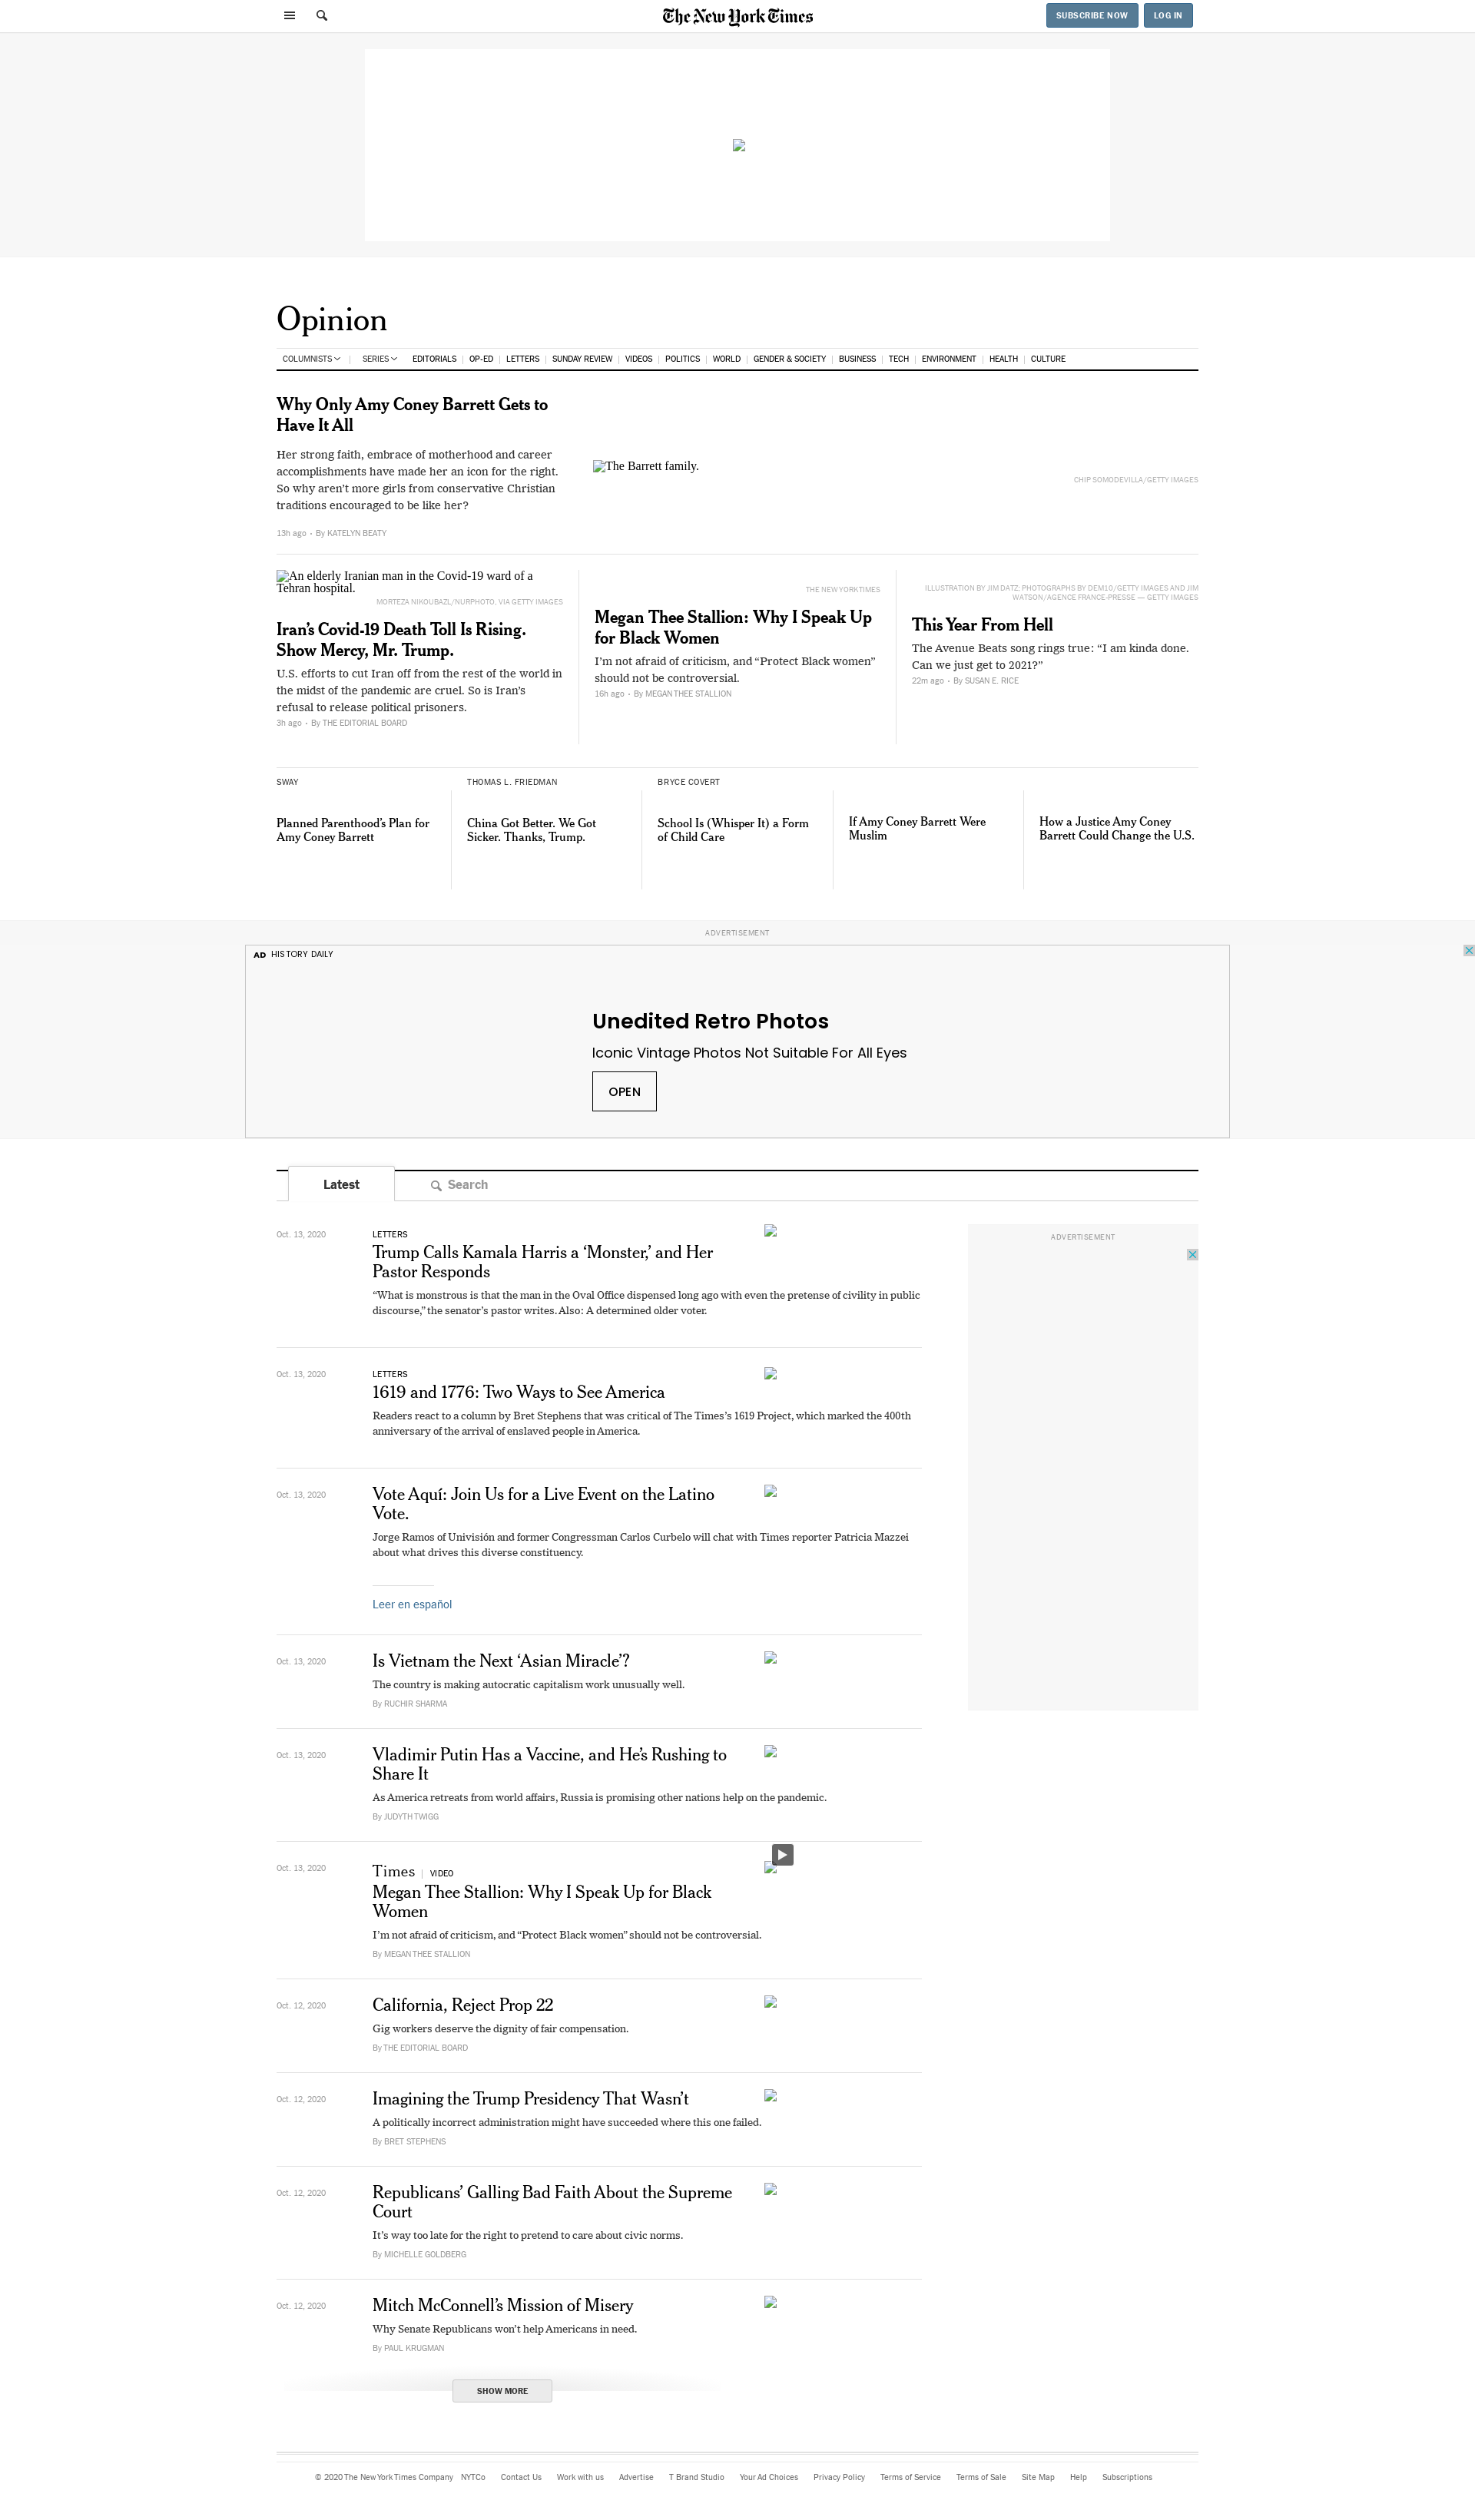 The New York Times
SUBSCRIBE NOW
LOG IN
Opinion
COLUMNISTS
SERIES
EDITORIALS
OP-ED
LETTERS
SUNDAY REVIEW
VIDEOS
POLITICS
WORLD
GENDER & SOCIETY
BUSINESS
TECH
ENVIRONMENT
HEALTH
CULTURE
Why Only Amy Coney Barrett Gets to
Have It All
Her strong faith, embrace of motherhood and career
accomplishments have made her an icon for the right.
So why aren’t more girls from conservative Christian
traditions encouraged to be like her?
13h ago • By KATELYN BEATY
The Barrett family.
CHIP SOMODEVILLA/GETTY IMAGES
An elderly Iranian man in the Covid-19 ward of a
Tehran hospital.
MORTEZA NIKOUBAZL/NURPHOTO, VIA GETTY IMAGES
Iran’s Covid-19 Death Toll Is Rising.
Show Mercy, Mr. Trump.
U.S. efforts to cut Iran off from the rest of the world in
the midst of the pandemic are cruel. So is Iran’s
refusal to release political prisoners.
3h ago • By THE EDITORIAL BOARD
THE NEW YORK TIMES
Megan Thee Stallion: Why I Speak Up
for Black Women
I’m not afraid of criticism, and “Protect Black women”
should not be controversial.
16h ago • By MEGAN THEE STALLION
ILLUSTRATION BY JIM DATZ; PHOTOGRAPHS BY DEM10/GETTY IMAGES AND JIM
WATSON/AGENCE FRANCE-PRESSE — GETTY IMAGES
This Year From Hell
The Avenue Beats song rings true: “I am kinda done.
Can we just get to 2021?”
22m ago • By SUSAN E. RICE
SWAY
Planned Parenthood’s Plan for
Amy Coney Barrett
THOMAS L. FRIEDMAN
China Got Better. We Got
Sicker. Thanks, Trump.
BRYCE COVERT
School Is (Whisper It) a Form
of Child Care
If Amy Coney Barrett Were
Muslim
How a Justice Amy Coney
Barrett Could Change the U.S.
ADVERTISEMENT
AD HISTORY DAILY
Unedited Retro Photos
Iconic Vintage Photos Not Suitable For All Eyes
OPEN
Latest
Search
Oct. 13, 2020
LETTERS
Trump Calls Kamala Harris a ‘Monster,’ and Her
Pastor Responds
“What is monstrous is that the man in the Oval Office dispensed long ago with even the pretense of civility in public
discourse,” the senator’s pastor writes. Also: A determined older voter.
ADVERTISEMENT
Oct. 13, 2020
LETTERS
1619 and 1776: Two Ways to See America
Readers react to a column by Bret Stephens that was critical of The Times’s 1619 Project, which marked the 400th
anniversary of the arrival of enslaved people in America.
Oct. 13, 2020
Vote Aquí: Join Us for a Live Event on the Latino
Vote.
Jorge Ramos of Univisión and former Congressman Carlos Curbelo will chat with Times reporter Patricia Mazzei
about what drives this diverse constituency.
Leer en español
Oct. 13, 2020
Is Vietnam the Next ‘Asian Miracle’?
The country is making autocratic capitalism work unusually well.
By RUCHIR SHARMA
Oct. 13, 2020
Vladimir Putin Has a Vaccine, and He’s Rushing to
Share It
As America retreats from world affairs, Russia is promising other nations help on the pandemic.
By JUDYTH TWIGG
Oct. 13, 2020
Times | VIDEO
Megan Thee Stallion: Why I Speak Up for Black
Women
I’m not afraid of criticism, and “Protect Black women” should not be controversial.
By MEGAN THEE STALLION
Oct. 12, 2020
California, Reject Prop 22
Gig workers deserve the dignity of fair compensation.
By THE EDITORIAL BOARD
Oct. 12, 2020
Imagining the Trump Presidency That Wasn’t
A politically incorrect administration might have succeeded where this one failed.
By BRET STEPHENS
Oct. 12, 2020
Republicans’ Galling Bad Faith About the Supreme
Court
It’s way too late for the right to pretend to care about civic norms.
By MICHELLE GOLDBERG
Oct. 12, 2020
Mitch McConnell’s Mission of Misery
Why Senate Republicans won’t help Americans in need.
By PAUL KRUGMAN
SHOW MORE
© 2020 The New York Times Company
NYTCo
Contact Us
Work with us
Advertise
T Brand Studio
Your Ad Choices
Privacy Policy
Terms of Service
Terms of Sale
Site Map
Help
Subscriptions